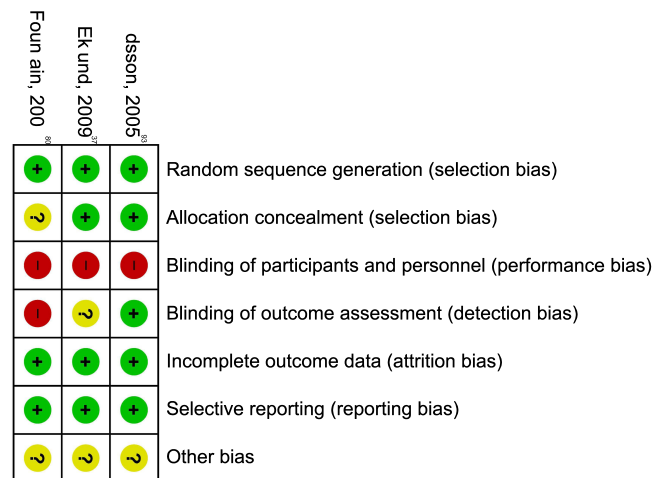 Foun ain, 200 80
Ek und, 2009 37
dsson, 2005 93
+ + + Random sequence generation (selection bias)
? + + Allocation concealment (selection bias)
– – – Blinding of participants and personnel (performance bias)
– ? + Blinding of outcome assessment (detection bias)
+ + + Incomplete outcome data (attrition bias)
+ + + Selective reporting (reporting bias)
? ? ? Other bias